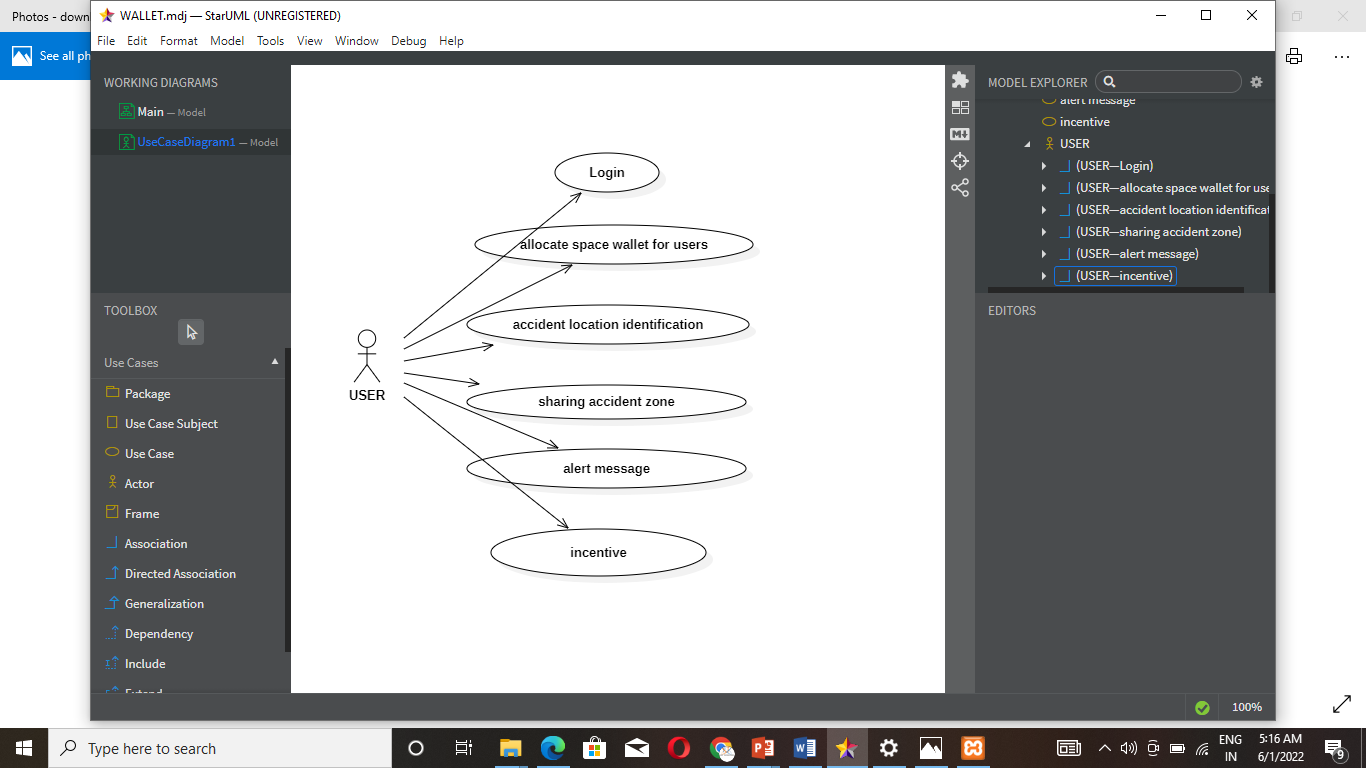 Photos - down
WALLET.mdj — StarUML (UNREGISTERED)
File Edit Format Model Tools View Window Debug Help
See all ph
WORKING DIAGRAMS
Main — Model
UseCaseDiagram1 — Model
TOOLBOX
Use Cases
Package
Use Case Subject
Use Case
Actor
Frame
Association
Directed Association
Generalization
Dependency
Include
Extend
Login
allocate space wallet for users
accident location identification
sharing accident zone
alert message
incentive
USER
M
MODEL EXPLORER
alert message
incentive
USER
(USER—Login)
(USER—allocate space wallet for use
(USER—accident location identificat
(USER—sharing accident zone)
(USER—alert message)
(USER—incentive)
EDITORS
100%
Type here to search
ENG
IN
5:16 AM
6/1/2022
9